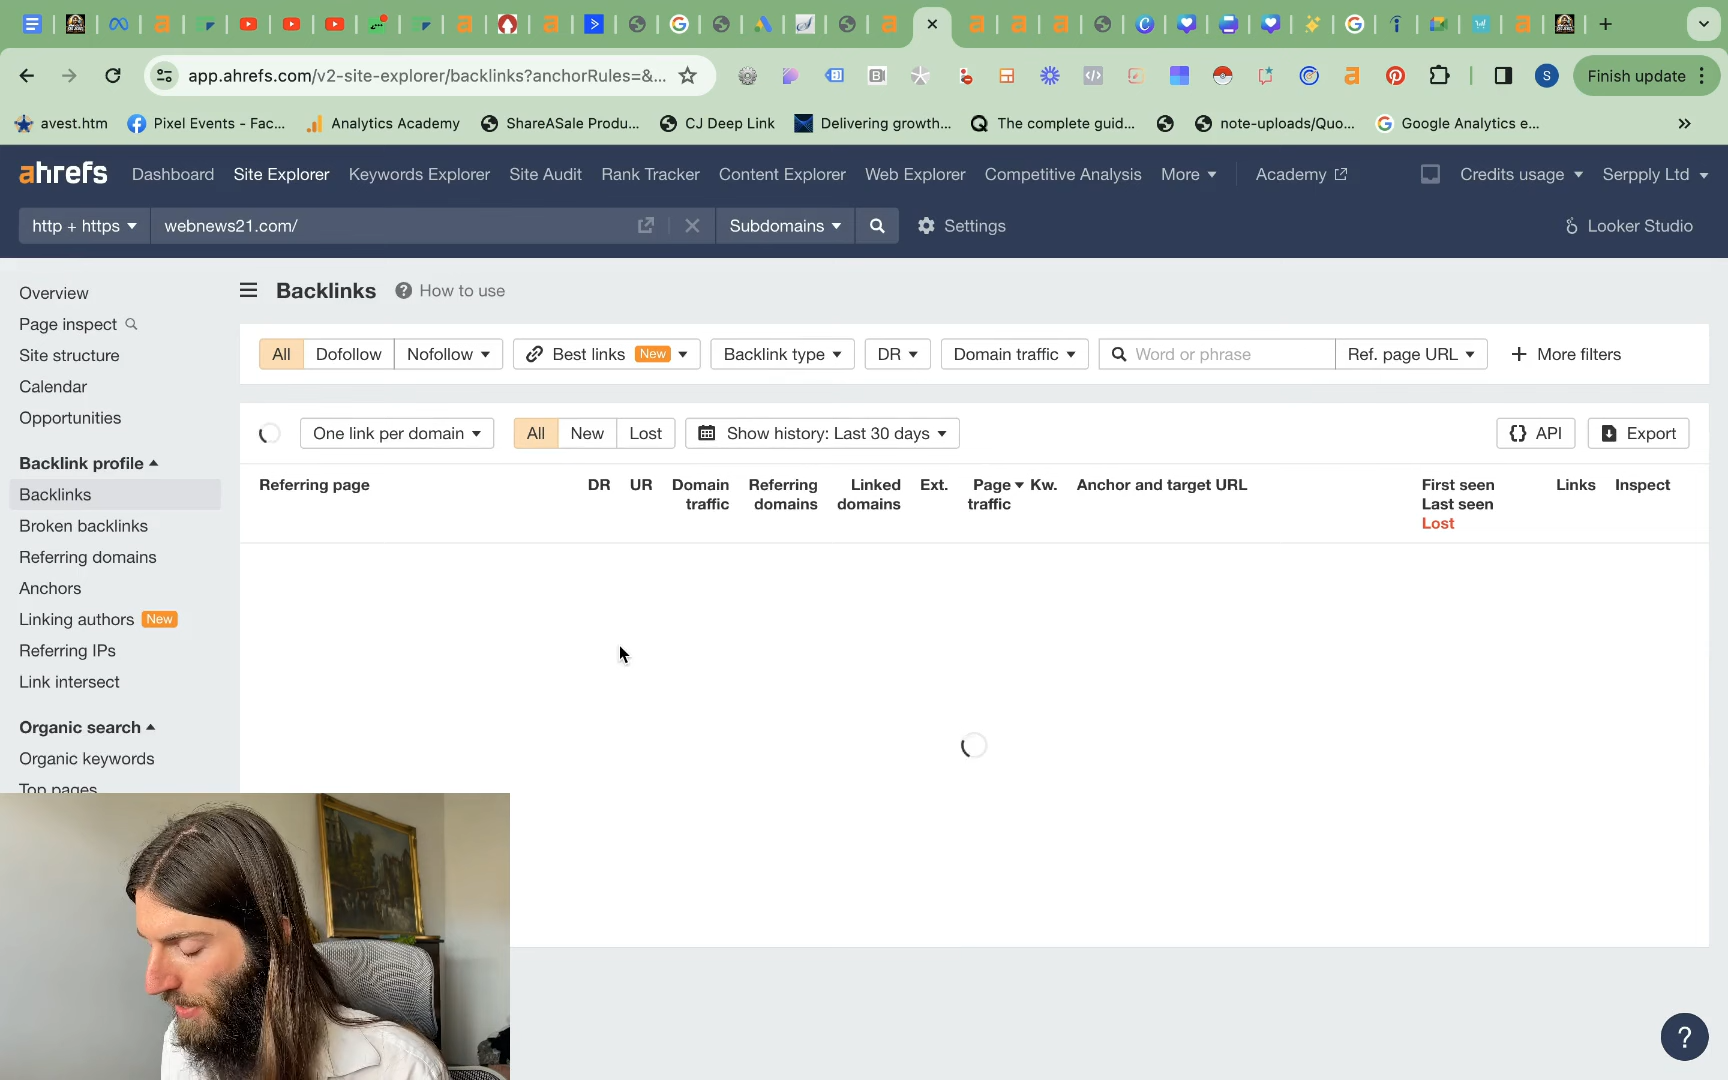 app.ahrefs.com/v2-site-explorer/backlinks?anchorRules=&...
S
Finish update
avest.htm
Pixel Events - Fac...
Analytics Academy
ShareASale Produ...
CJ Deep Link
Delivering growth...
The complete guid...
note-uploads/Quo...
Google Analytics e...
ahrefs
Dashboard
Site Explorer
Keywords Explorer
Site Audit
Rank Tracker
Content Explorer
Web Explorer
Competitive Analysis
More
Academy
Credits usage
Serpply Ltd
http + https
webnews21.com/
Subdomains
Settings
Looker Studio
Overview
Page inspect
Site structure
Calendar
Opportunities
Backlink profile
Backlinks
Broken backlinks
Referring domains
Anchors
Linking authors New
Referring IPs
Link intersect
Organic search
Organic keywords
Top pages
Backlinks
How to use
All
Dofollow
Nofollow
Best links New
Backlink type
DR
Domain traffic
Word or phrase
Ref. page URL
+ More filters
One link per domain
All
New
Lost
Show history: Last 30 days
{} API
Export
Referring page
DR
UR
Domain
traffic
Referring
domains
Linked
domains
Ext.
Page
traffic
Kw.
Anchor and target URL
First seen
Last seen
Lost
Links
Inspect
?